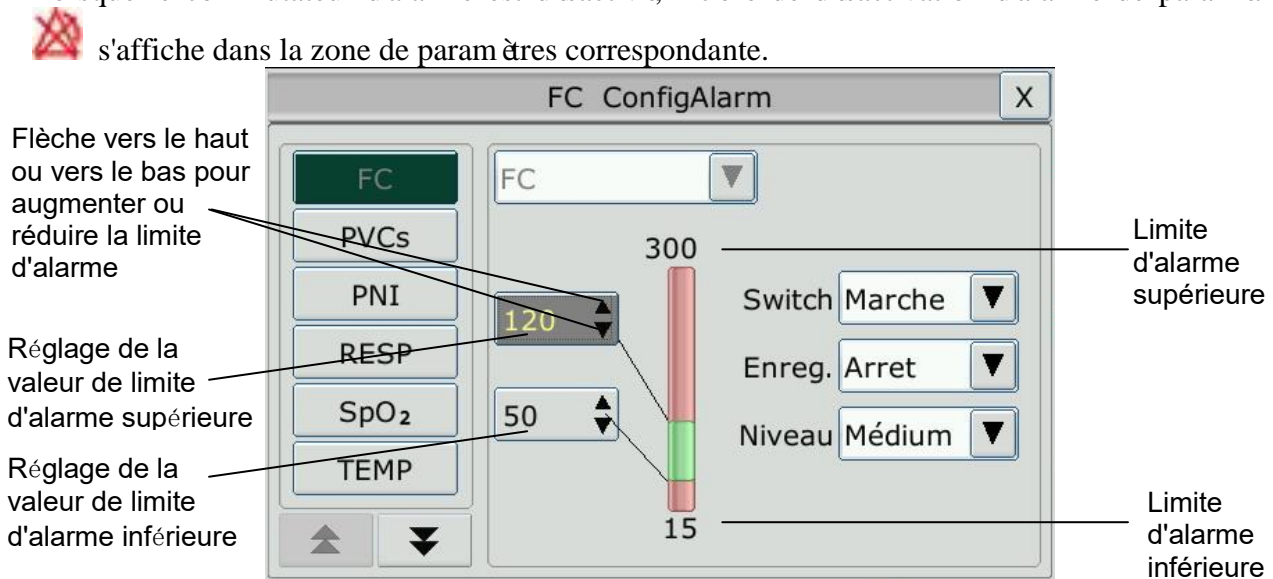 s'affiche dans la zone de paramètres correspondante.
FC ConfigAlarm
X
Flèche vers le haut
ou vers le bas pour
augmenter ou
réduire la limite
d'alarme
Réglage de la
valeur de limite
d'alarme supérieure
Réglage de la
valeur de limite
d'alarme inférieure
FC
PVCs
PNI
RESP
SpO₂
TEMP
FC
300
120
50
15
Switch Marche
Enreg. Arret
Niveau Médium
Limite
d'alarme
supérieure
Limite
d'alarme
inférieure